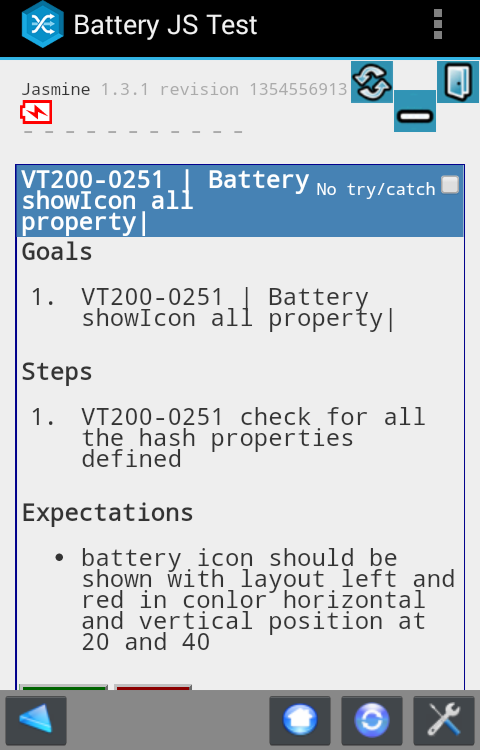 Battery JS Test
Jasmine 1.3.1 revision 1354556913
VT200-0251 | Battery
showIcon all
property|
No try/catch
Goals
1. VT200-0251 | Battery
showIcon all property|
Steps
1. VT200-0251 check for all
the hash properties
defined
Expectations
• battery icon should be
shown with layout left and
red in conlor horizontal
and vertical position at
20 and 40